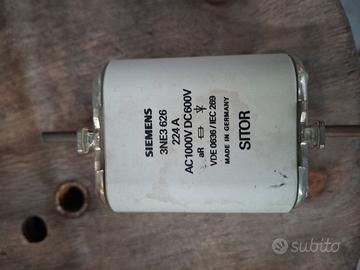 SIEMENS
3NE3 626
224 A
AC1000V DC600V
aR
VDE 0636/IEC 269
MADE IN GERMANY
SITOR
subito